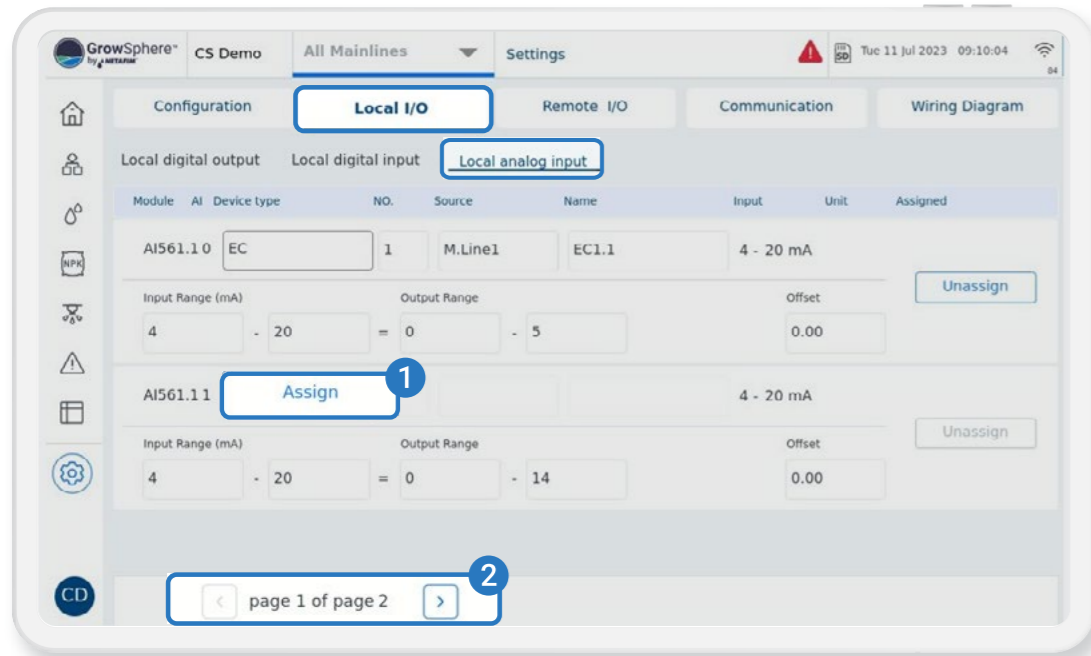 GrowSphere™ CS Demo All Mainlines Settings SD Tue 11 Jul 2023 09:10:04
by NETAFIM 04
Configuration Local I/O Remote I/O Communication Wiring Diagram
Local digital output Local digital input Local analog input
Module AI Device type NO. Source Name Input Unit Assigned
AI561.1 0 EC 1 M.Line1 EC1.1 4 - 20 mA
Unassign
Input Range (mA) Output Range Offset
4 - 20 = 0 - 5 0.00
1
AI561.1 1 Assign 4 - 20 mA
Unassign
Input Range (mA) Output Range Offset
4 - 20 = 0 - 14 0.00
NPK
2
CD page 1 of page 2